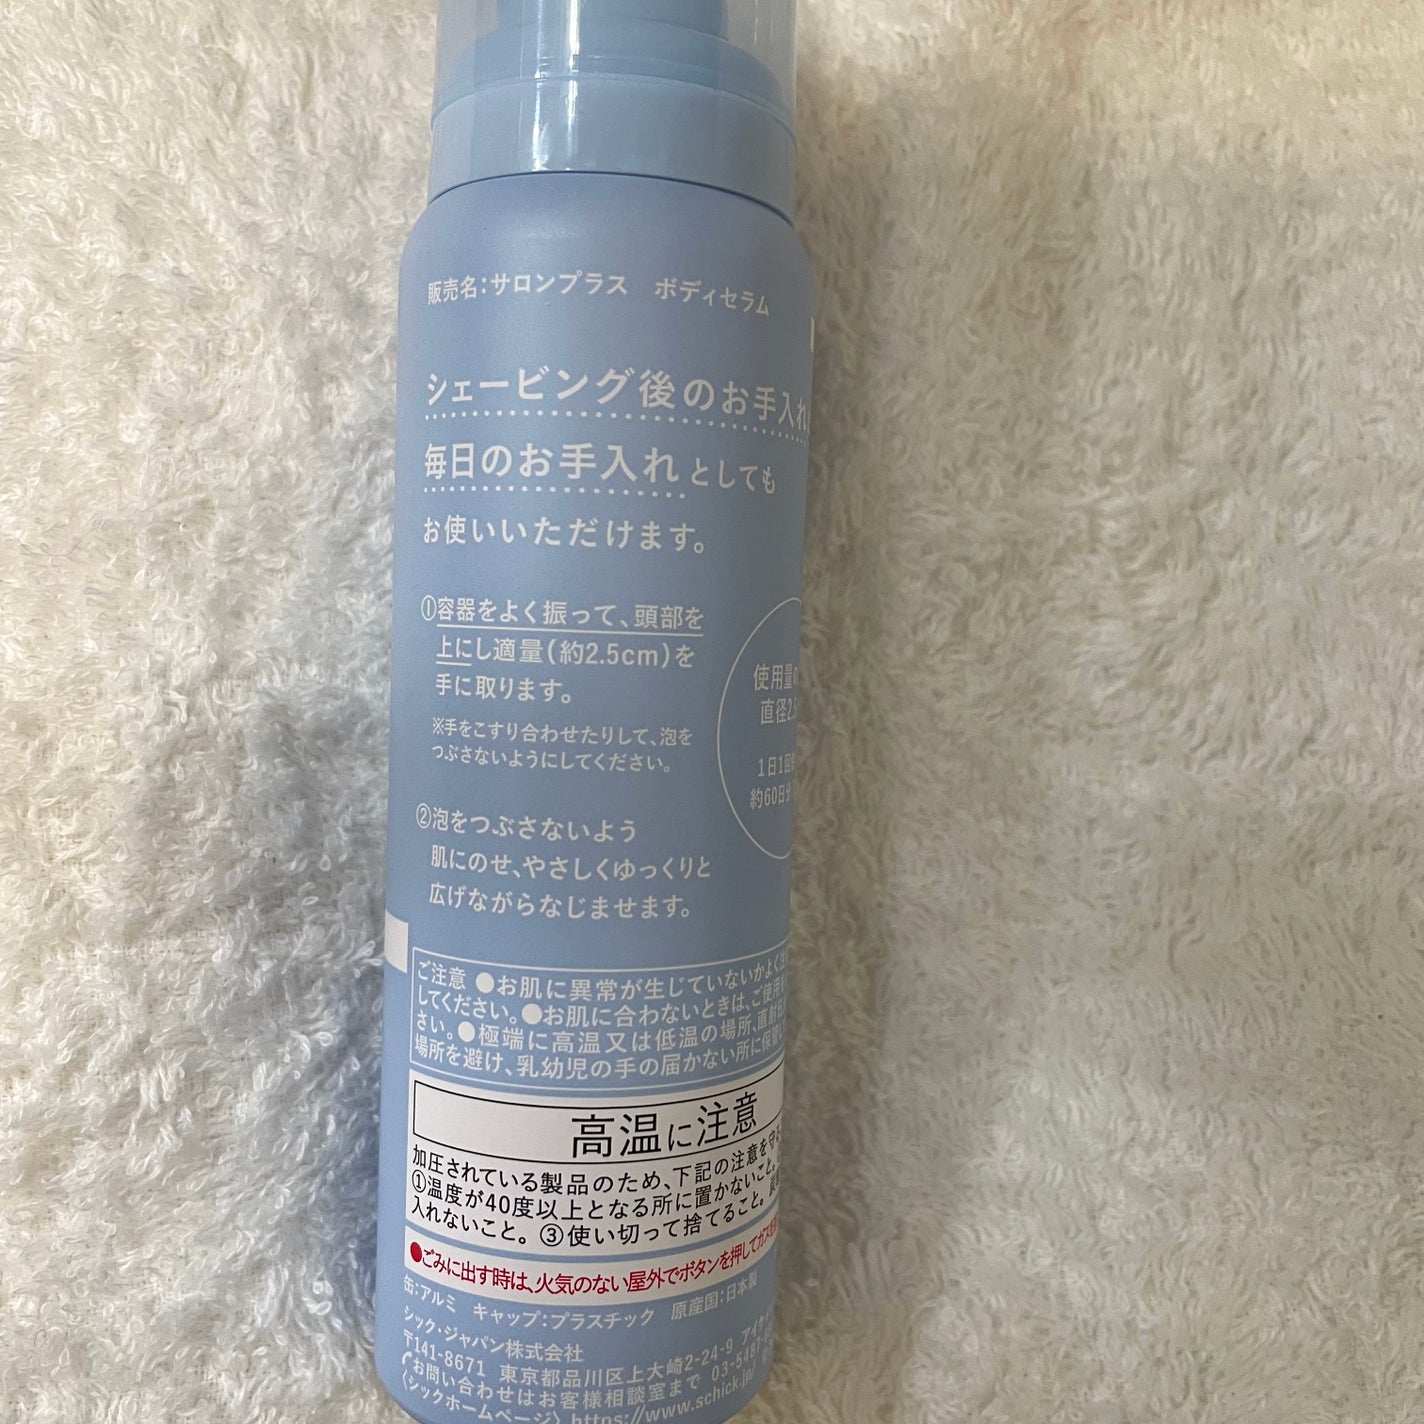 販売名:サロンプラス　ボディセラム
シェービング後のお手入れ
毎日のお手入れとしても
お使いいただけます。
①容器をよく振って、頭部を
上にし適量(約2.5cm)を
手に取ります。
※手をこすり合わせたりして、泡を
つぶさないようにしてください。
使用量の
直径2.5
1日1回
約60日分
②泡をつぶさないよう
肌にのせ、やさしくゆっくりと
広げながらなじませます。
ご注意 ●お肌に異常が生じていないかよく注
してください。●お肌に合わないときは、ご使用
さい。●極端に高温又は低温の場所、直射
場所を避け、乳幼児の手の届かない所に保管
高温に注意
加圧されている製品のため、下記の注意を守
①温度が40度以上となる所に置かないこと。
入れないこと。③使い切って捨てること。
●ごみに出す時は、火気のない屋外でボタンを押してガス
缶:アルミ　キャップ:プラスチック　原産国:日本製
シック・ジャパン株式会社
〒141-8671 東京都品川区上大崎2-24-9
お問い合わせはお客様相談室まで 03-5487-
〈シックホームページ〉https://www.schick.jp/